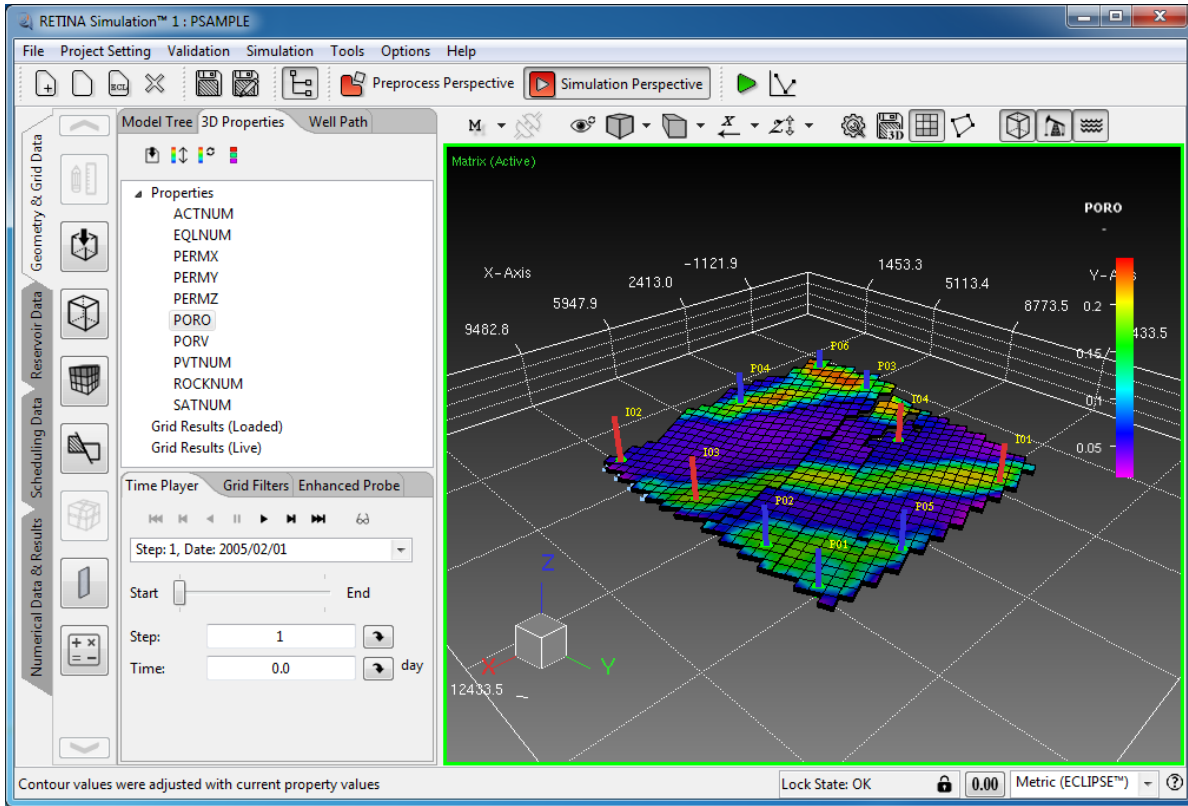 RETINA Simulation™ 1 : PSAMPLE
File Project Setting Validation Simulation Tools Options Help
ECL Preprocess Perspective Simulation Perspective
Geometry & Grid Data
Reservoir Data
Scheduling Data
Numerical Data & Results
Model Tree 3D Properties Well Path
Properties
ACTNUM
EQLNUM
PERMX
PERMY
PERMZ
PORO
PORV
PVTNUM
ROCKNUM
SATNUM
Grid Results (Loaded)
Grid Results (Live)
Time Player Grid Filters Enhanced Probe
Step: 1, Date: 2005/02/01
Start End
Step: 1
Time: 0.0 day
M X Z 3D
Matrix (Active)
PORO
-
X-Axis
-1121.9
2413.0
5947.9
9482.8
1453.3
5113.4
8773.5
433.5
12433.5
0.2
0.15
0.1
0.05
P06
P04
P03
I04
I02
I01
I03
P02
P05
P01
Z
X
Y
Contour values were adjusted with current property values
Lock State: OK 0.00 Metric (ECLIPSE™)